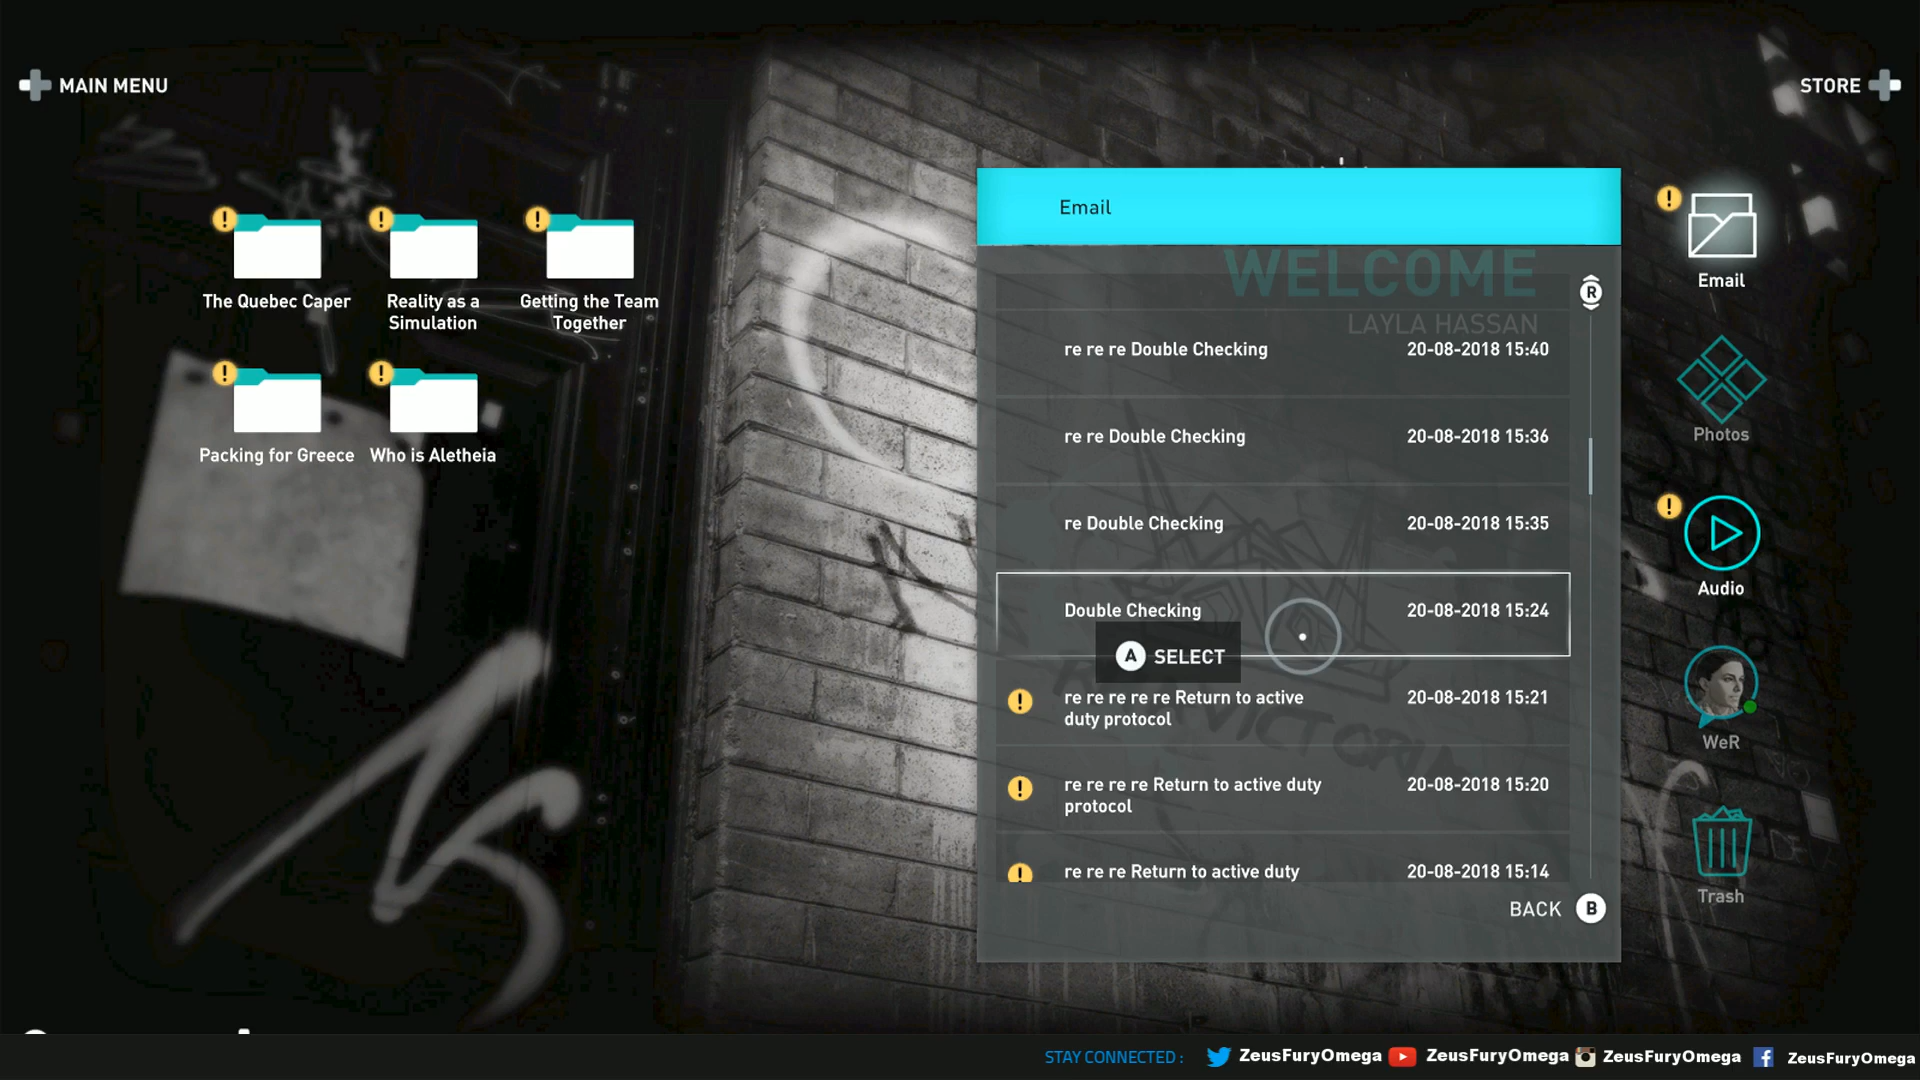 MAIN MENU
STORE
The Quebec Caper
Reality as a
Simulation
Getting the Team
Together
Packing for Greece
Who is Aletheia
Email
WELCOME
LAYLA HASSAN
R
re re re Double Checking 20-08-2018 15:40
re re Double Checking 20-08-2018 15:36
re Double Checking 20-08-2018 15:35
Double Checking 20-08-2018 15:24
A SELECT
re re re re re Return to active
duty protocol
20-08-2018 15:21
re re re re Return to active duty
protocol
20-08-2018 15:20
re re re Return to active duty 20-08-2018 15:14
BACK B
Email
Photos
Audio
WeR
Trash
STAY CONNECTED : ZeusFuryOmega ZeusFuryOmega ZeusFuryOmega ZeusFuryOmega